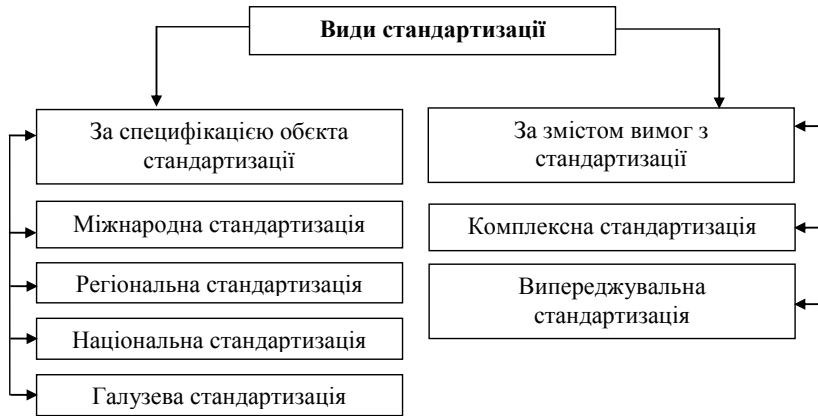 Види стандартизації
За специфікацією обєкта
стандартизації
Міжнародна стандартизація
Регіональна стандартизація
Національна стандартизація
Галузева стандартизація
За змістом вимог з
стандартизації
Комплексна стандартизація
Випереджувальна
стандартизація